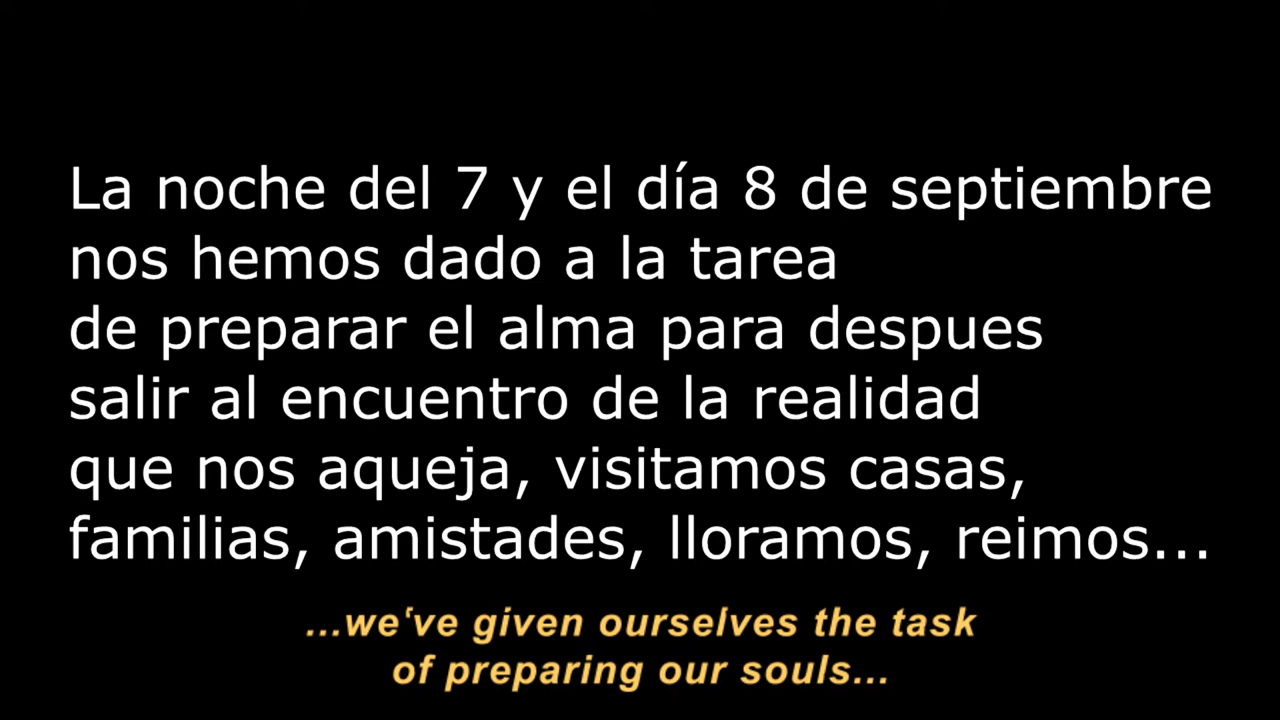 La noche del 7 y el día 8 de septiembre
nos hemos dado a la tarea
de preparar el alma para despues
salir al encuentro de la realidad
que nos aqueja, visitamos casas,
familias, amistades, lloramos, reimos...
...we've given ourselves the task
of preparing our souls...